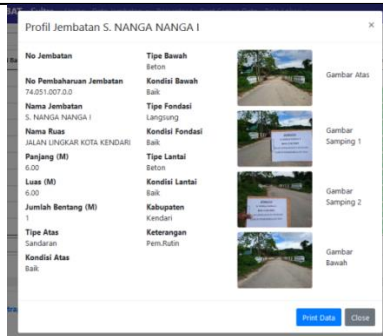 Profil Jembatan S. NANGA NANGA I
×
No Jembatan
No Pembaharuan Jembatan
74.051.007.0.0
Nama Jembatan
S. NANGA NANGA I
Nama Ruas
JALAN LINGKAR KOTA KENDARI
Panjang (M)
6.00
Luas (M)
6.00
Jumlah Bentang (M)
1
Tipe Atas
Sandaran
Kondisi Atas
Baik
Tipe Bawah
Beton
Kondisi Bawah
Baik
Tipe Fondasi
Langsung
Kondisi Fondasi
Baik
Tipe Lantai
Beton
Kondisi Lantai
Baik
Kabupaten
Kendari
Keterangan
Pem.Rutin
Gambar Atas
Gambar
Samping 1
Gambar
Samping 2
Gambar
Bawah
Print Data
Close